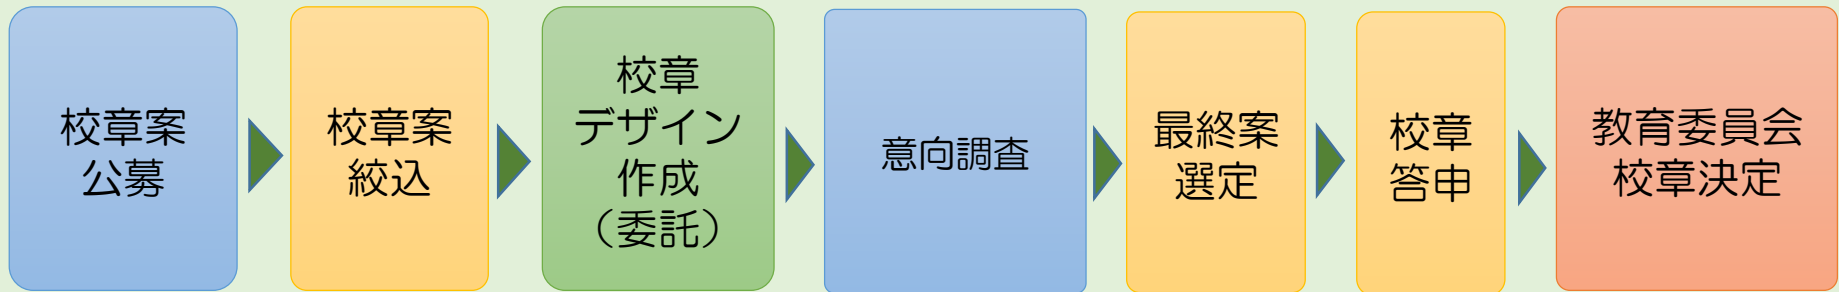 校章案
公募
校章案
絞込
校章
デザイン
作成
（委託）
意向調査
最終案
選定
校章
答申
教育委員会
校章決定